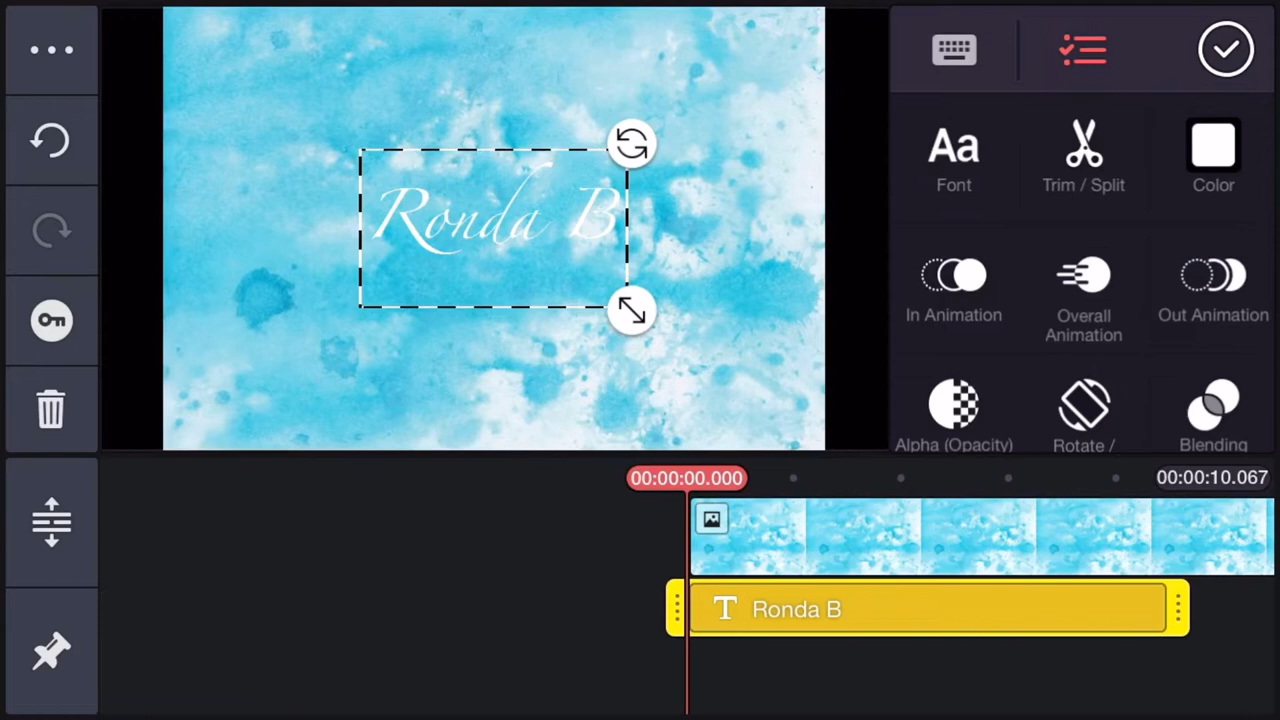 Ronda B
Aa
Font
Trim / Split
Color
In Animation
Overall
Animation
Out Animation
Alpha (Opacity)
Rotate /
Blending
00:00:00.000
00:00:10.067
T Ronda B